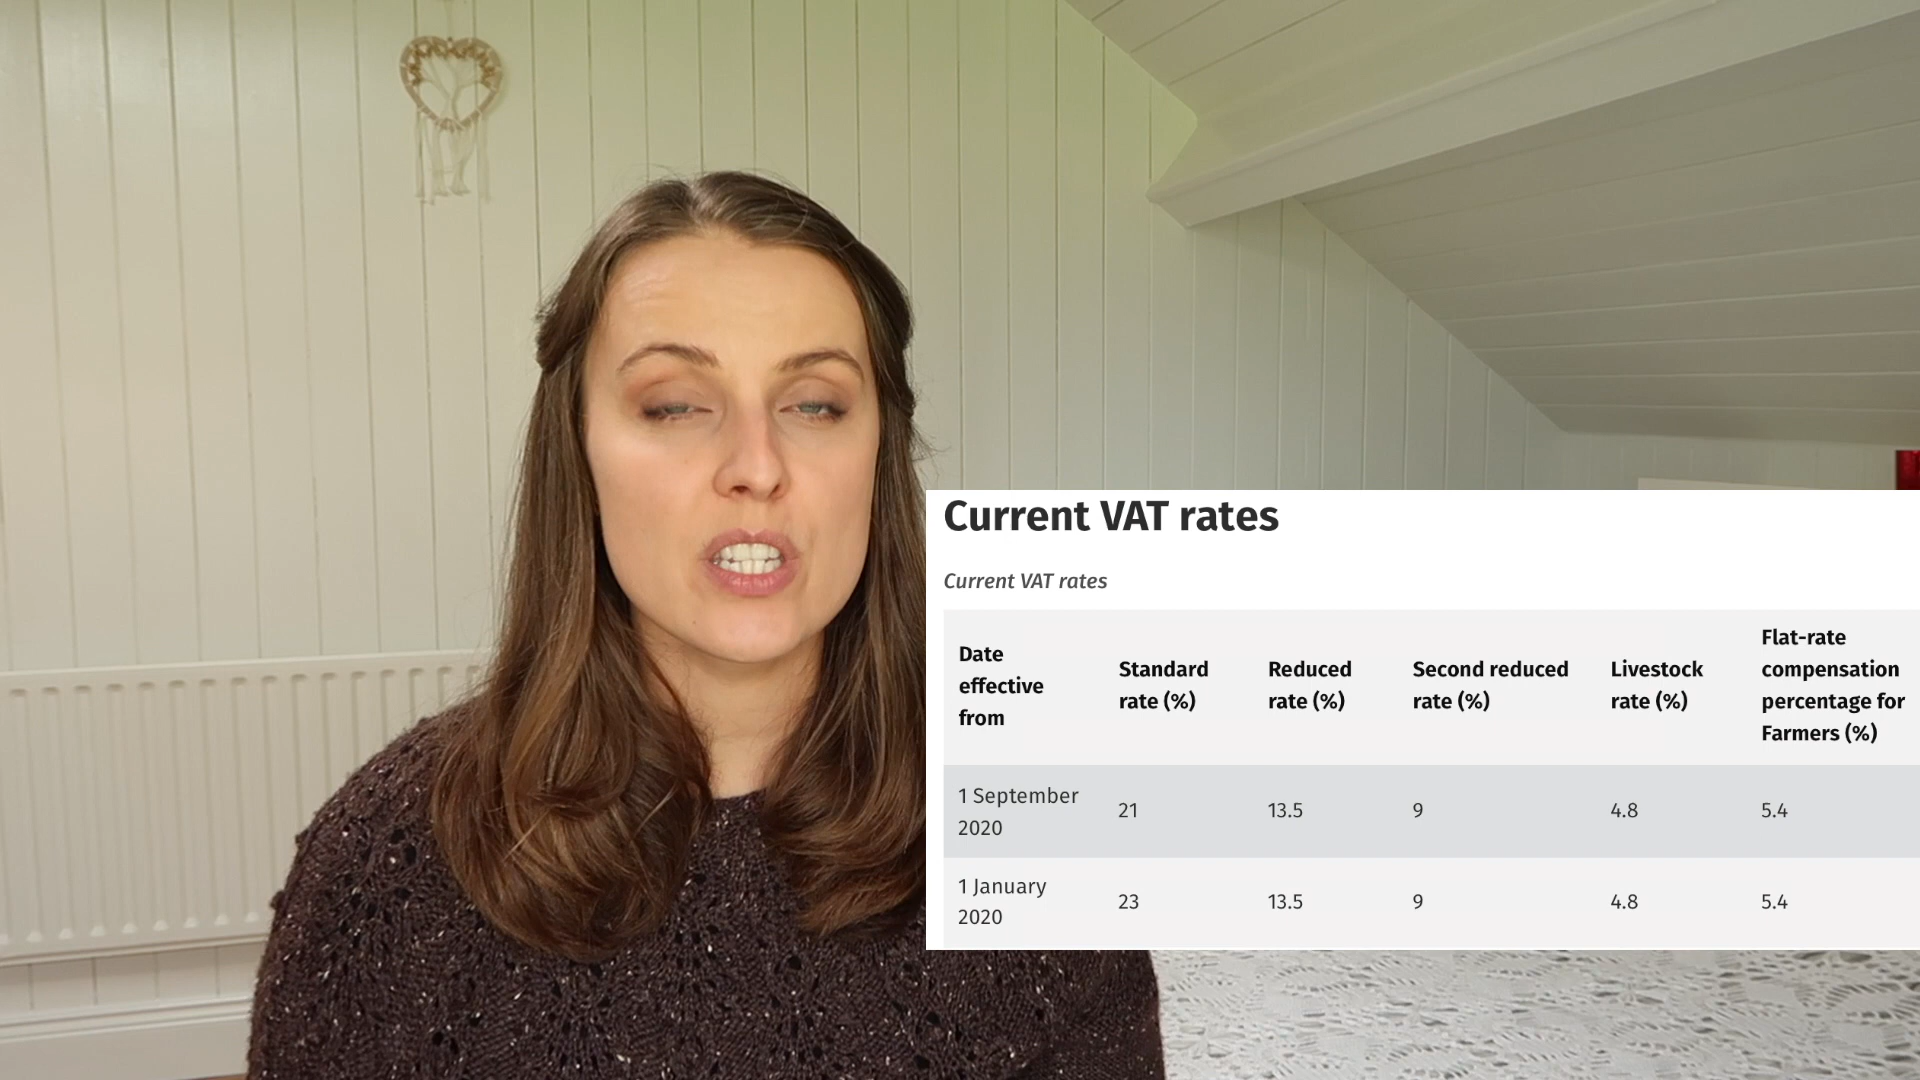 Current VAT rates
Current VAT rates
Date effective from
Standard rate (%)
Reduced rate (%)
Second reduced rate (%)
Livestock rate (%)
Flat-rate compensation percentage for Farmers (%)
1 September 2020
21
13.5
9
4.8
5.4
1 January 2020
23
13.5
9
4.8
5.4